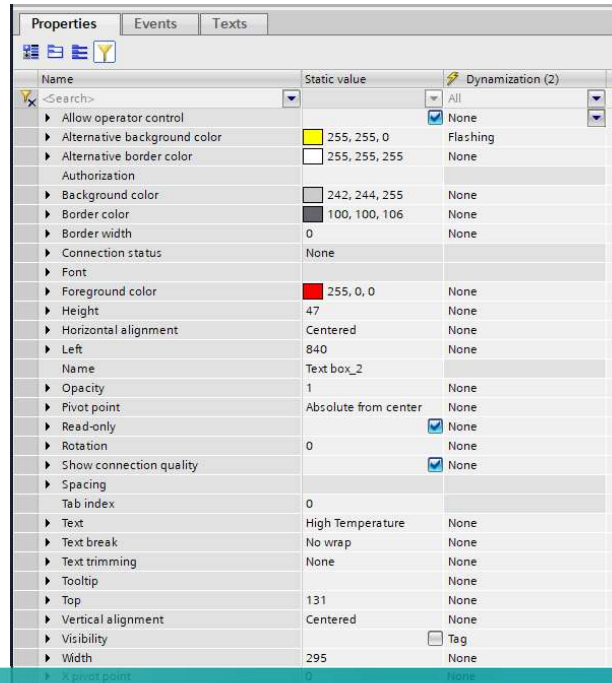 Properties Events Texts
Name Static value Dynamization (2)
<Search> All
Allow operator control None
Alternative background color 255, 255, 0 Flashing
Alternative border color 255, 255, 255 None
Authorization
Background color 242, 244, 255 None
Border color 100, 100, 106 None
Border width 0 None
Connection status None
Font
Foreground color 255, 0, 0 None
Height 47 None
Horizontal alignment Centered None
Left 840 None
Name Text box_2
Opacity 1 None
Pivot point Absolute from center None
Read-only None
Rotation 0 None
Show connection quality None
Spacing
Tab index 0
Text High Temperature None
Text break No wrap None
Text trimming None None
Tooltip None
Top 131 None
Vertical alignment Centered None
Visibility Tag
Width 295 None
X pivot point 0 None